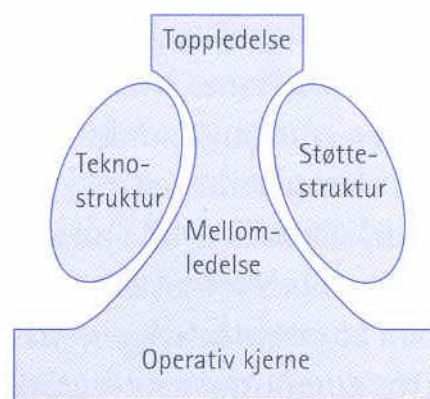 Toppledelse
Tekno-
struktur
Støtte-
struktur
Mellom-
ledelse
Operativ kjerne